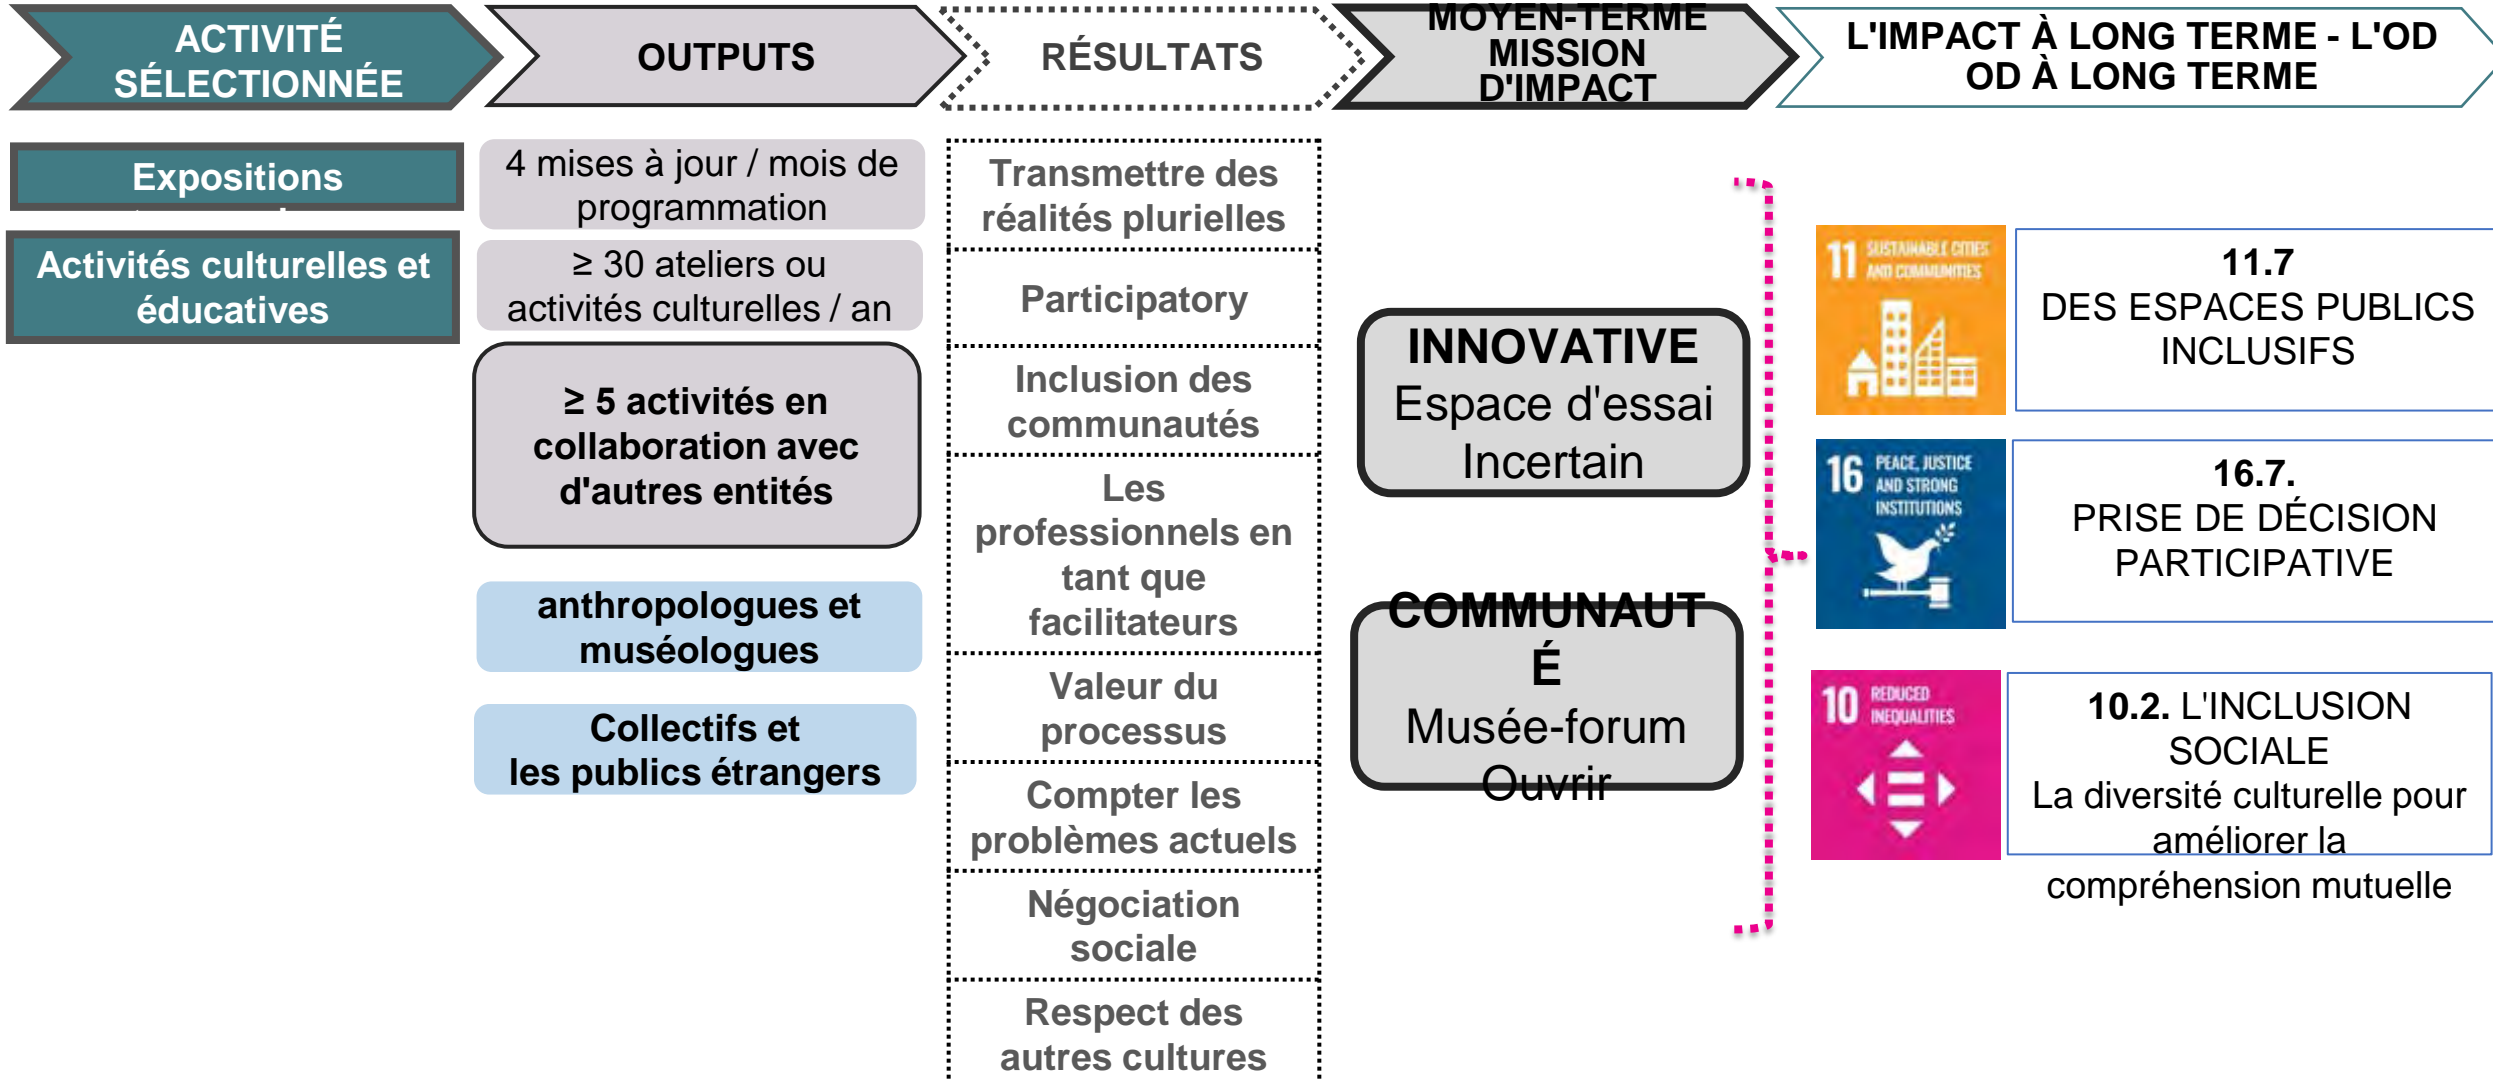 ACTIVITÉ
SÉLECTIONNÉE
OUTPUTS
RÉSULTATS
MOYEN-TERME
MISSION
D'IMPACT
L'IMPACT À LONG TERME - L'OD
OD À LONG TERME
Expositions
Activités culturelles et
éducatives
4 mises à jour / mois de
programmation
≥ 30 ateliers ou
activités culturelles / an
≥ 5 activités en
collaboration avec
d'autres entités
anthropologues et
muséologues
Collectifs et
les publics étrangers
Transmettre des
réalités plurielles
Participatory
Inclusion des
communautés
Les
professionnels en
tant que
facilitateurs
Valeur du
processus
Compter les
problèmes actuels
Négociation
sociale
Respect des
autres cultures
INNOVATIVE
Espace d'essai
Incertain
COMMUNAUT
É
Musée-forum
Ouvrir
11 SUSTAINABLE CITIES
AND COMMUNITIES
11.7
DES ESPACES PUBLICS
INCLUSIFS
16 PEACE, JUSTICE
AND STRONG
INSTITUTIONS
16.7.
PRISE DE DÉCISION
PARTICIPATIVE
10 REDUCED
INEQUALITIES
10.2. L'INCLUSION
SOCIALE
La diversité culturelle pour
améliorer la
compréhension mutuelle